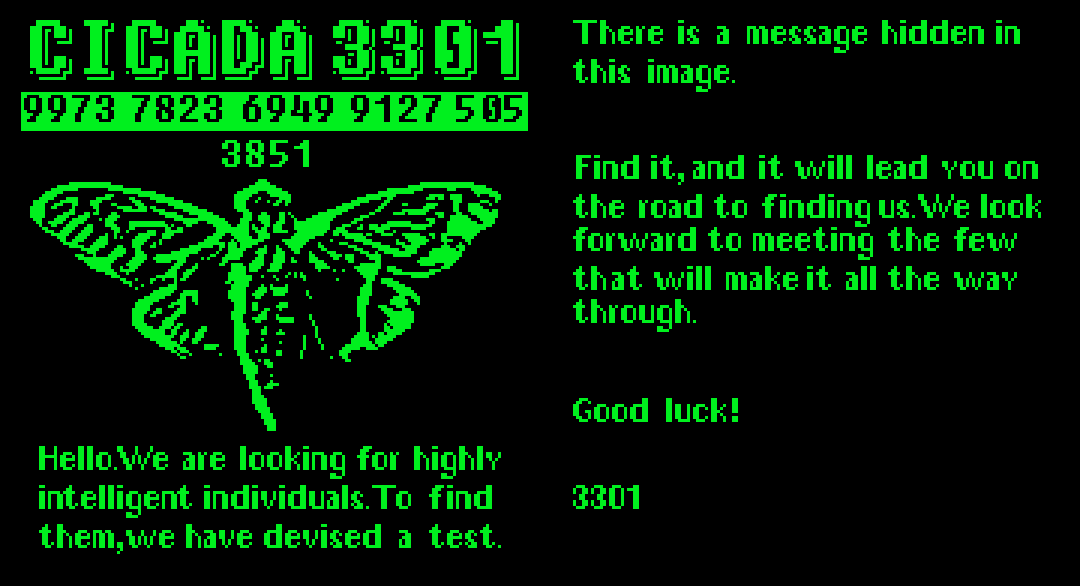 CICADA 3301
9973 7823 6949 9127 505
3851
Hello.We are looking for highly
intelligent individuals.To find
them,we have devised a test.
There is a message hidden in
this image.
Find it, and it will lead you on
the road to finding us.We look
forward to meeting the few
that will make it all the way
through.
Good luck!
3301